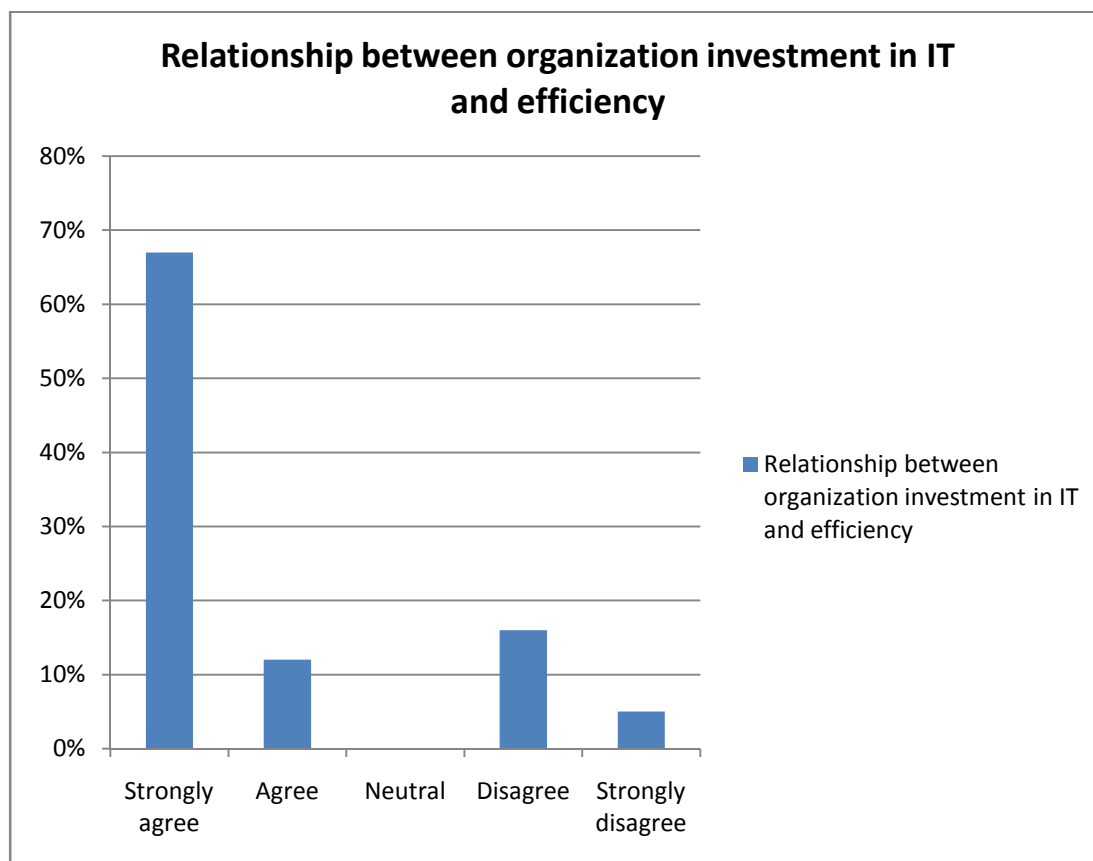 Relationship between organization investment in IT
and efficiency
80%
70%
60%
50%
40%
30%
20%
10%
0%
Strongly
agree
Agree
Neutral
Disagree
Strongly
disagree
Relationship between
organization investment in IT
and efficiency